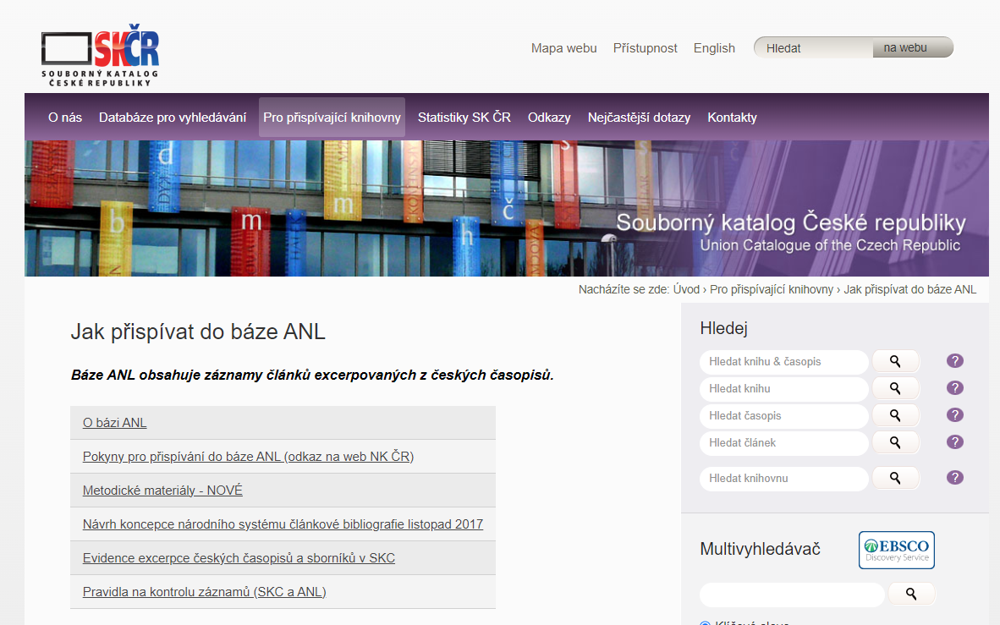 SKČR
SOUBORNÝ KATALOG
ČESKÉ REPUBLIKY
Mapa webu Přístupnost English Hledat na webu
O nás Databáze pro vyhledávání Pro přispívající knihovny Statistiky SK ČR Odkazy Nejčastější dotazy Kontakty
d
b
m
m
h
č
s
s
Souborný katalog České republiky
Union Catalogue of the Czech Republic
Nacházíte se zde: Úvod › Pro přispívající knihovny › Jak přispívat do báze ANL
Jak přispívat do báze ANL
Báze ANL obsahuje záznamy článků excerpovaných z českých časopisů.
O bázi ANL
Pokyny pro přispívání do báze ANL (odkaz na web NK ČR)
Metodické materiály - NOVÉ
Návrh koncepce národního systému článkové bibliografie listopad 2017
Evidence excerpce českých časopisů a sborníků v SKC
Pravidla na kontrolu záznamů (SKC a ANL)
Hledej
Hledat knihu & časopis ?
Hledat knihu ?
Hledat časopis ?
Hledat článek ?
Hledat knihovnu ?
Multivyhledávač
EBSCO
Discovery Service
Klíčová slova